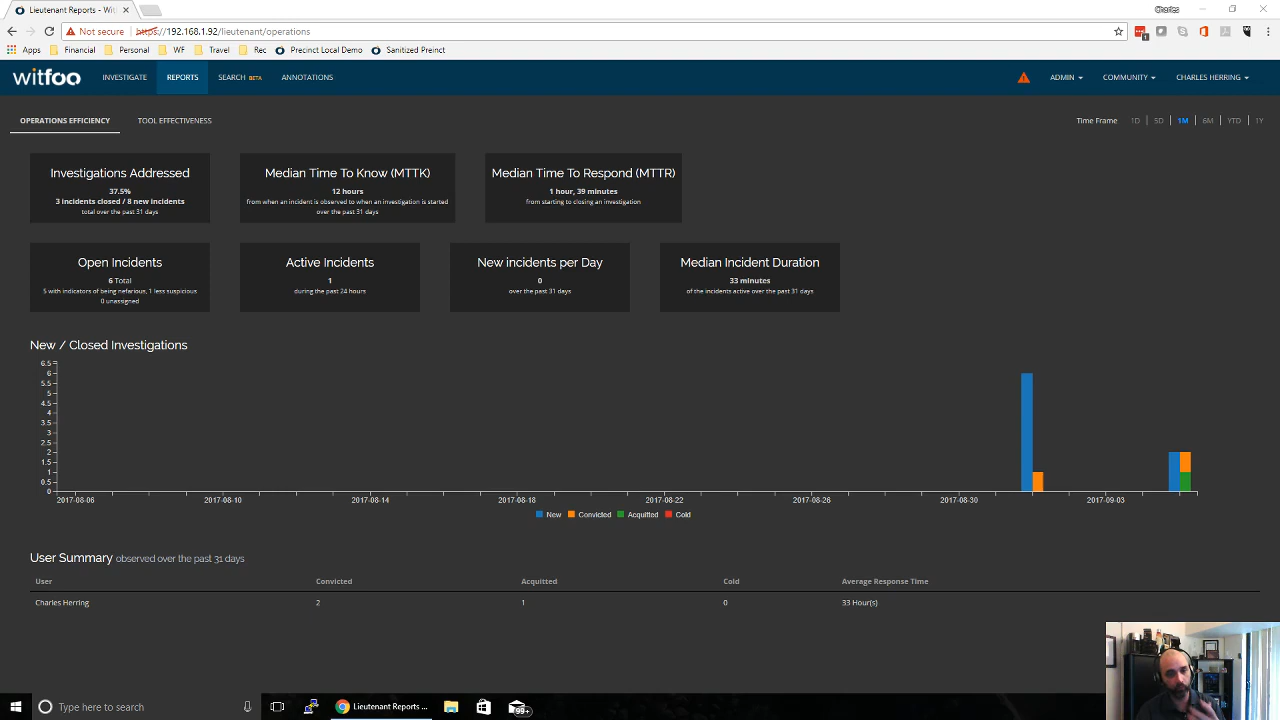 Lieutenant Reports - Wit
Charles
Not secure
https://192.168.1.92/lieutenant/operations
Apps Financial Personal WF Travel Rec Precinct Local Demo Sanitized Preinct
witfoo INVESTIGATE REPORTS SEARCH BETA ANNOTATIONS ADMIN COMMUNITY CHARLES HERRING
OPERATIONS EFFICIENCY TOOL EFFECTIVENESS Time Frame 1D 5D 1M 6M YTD 1Y
Investigations Addressed
37.5%
3 incidents closed / 8 new incidents
total over the past 31 days
Median Time To Know (MTTK)
12 hours
from when an incident is observed to when an investigation is started
over the past 31 days
Median Time To Respond (MTTR)
1 hour, 39 minutes
from starting to closing an investigation
Open Incidents
6 Total
5 with indicators of being nefarious, 1 less suspicious
0 unassigned
Active Incidents
1
during the past 24 hours
New incidents per Day
0
over the past 31 days
Median Incident Duration
33 minutes
of the incidents active over the past 31 days
New / Closed Investigations
6.5
6
5.5
5
4.5
4
3.5
3
2.5
2
1.5
1
0.5
0
2017-08-06 2017-08-10 2017-08-14 2017-08-18 2017-08-22 2017-08-26 2017-08-30 2017-09-03
New Convicted Acquitted Cold
User Summary observed over the past 31 days
User Convicted Acquitted Cold Average Response Time
Charles Herring 2 1 0 33 Hour(s)
Type here to search
Lieutenant Reports ...
99+